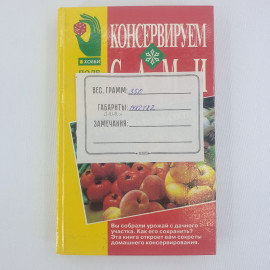 КОНСЕРВИРУЕМ
САМИ
ВЕС, ГРАММ:
ГАБАРИТЫ:
ЗАМЕЧАНИЯ:
Вы собрали урожай с дачного
участка. Как его сохранить?
Эта книга откроет вам секреты
домашнего консервирования.